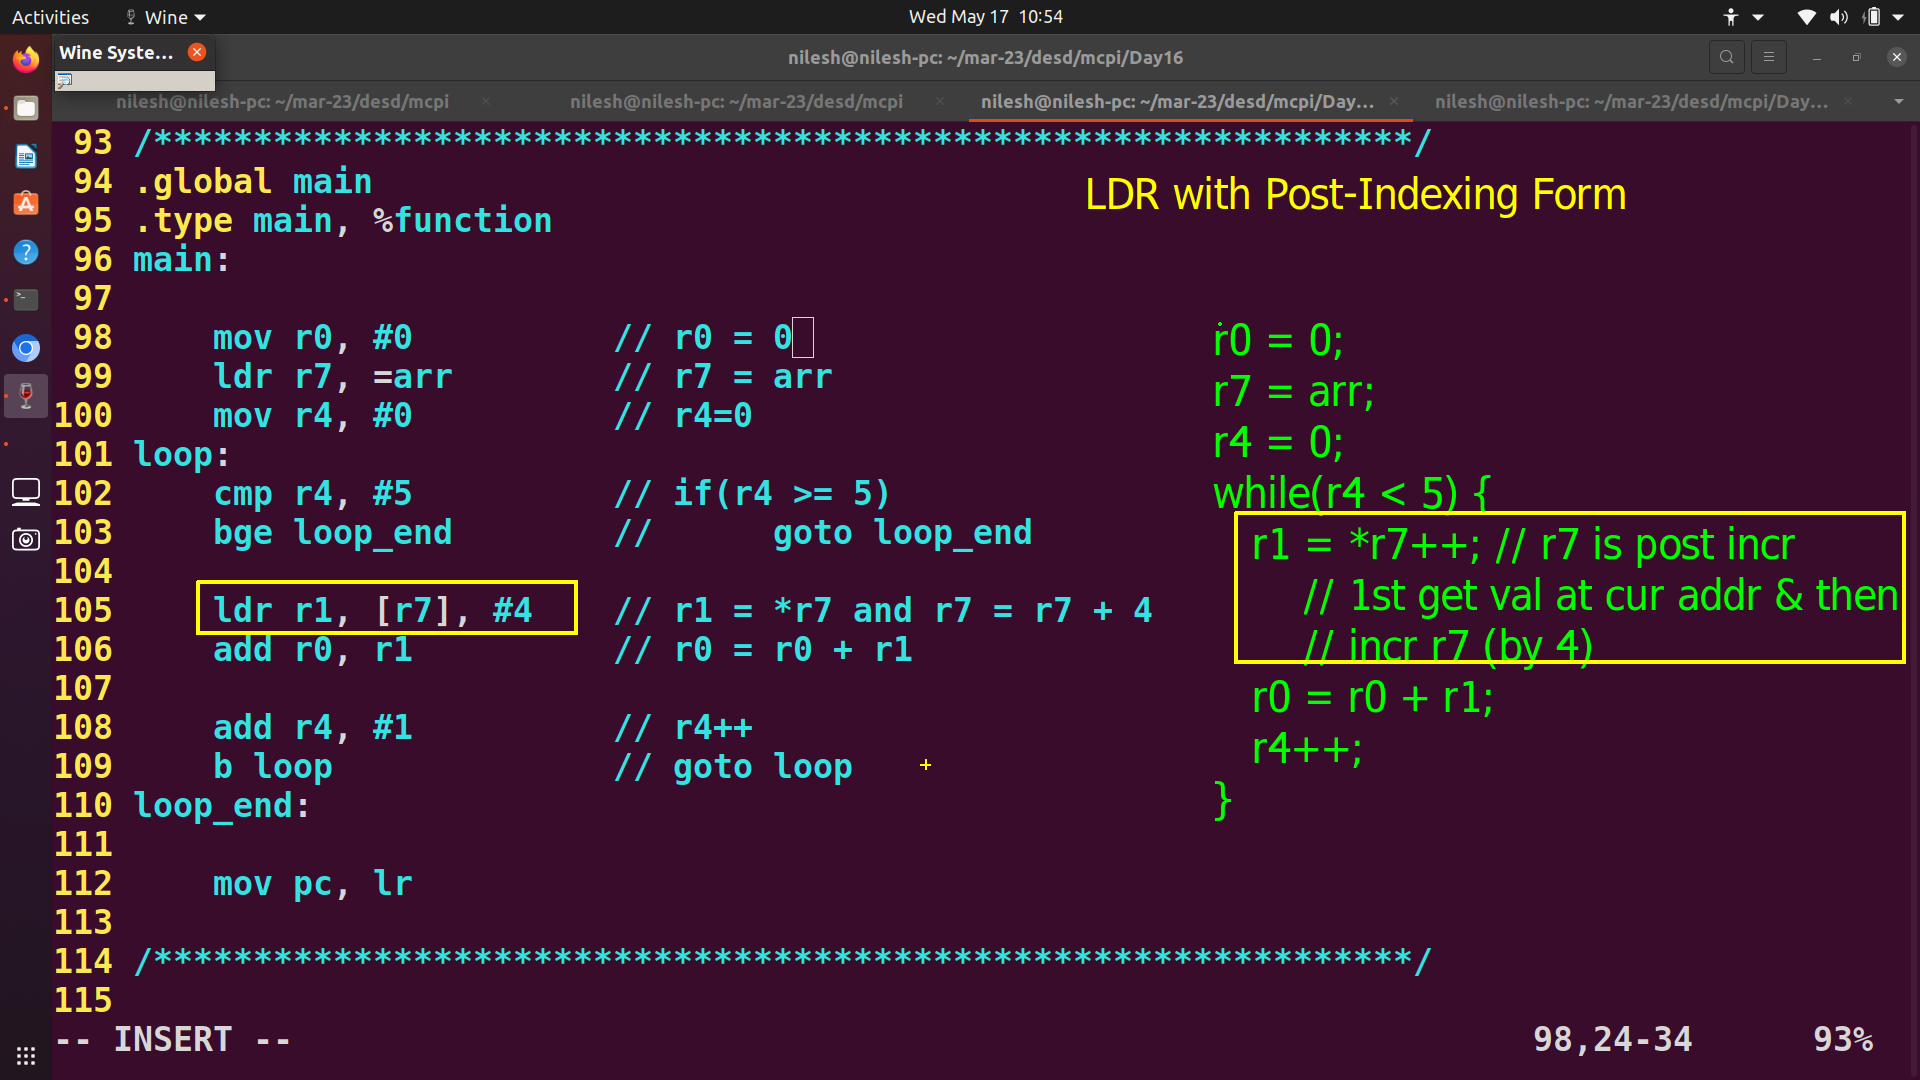 Activities Wine Wed May 17 10:54
Wine Syste...
nilesh@nilesh-pc: ~/mar-23/desd/mcpi/Day16
nilesh@nilesh-pc: ~/mar-23/desd/mcpi nilesh@nilesh-pc: ~/mar-23/desd/mcpi nilesh@nilesh-pc: ~/mar-23/desd/mcpi/Day... nilesh@nilesh-pc: ~/mar-23/desd/mcpi/Day...
93 /***************************************************************/
94 .global main
LDR with Post-Indexing Form
95 .type main, %function
96 main:
97
98 mov r0, #0 // r0 = 0
r0 = 0;
99 ldr r7, =arr // r7 = arr
r7 = arr;
100 mov r4, #0 // r4=0
r4 = 0;
101 loop:
102 cmp r4, #5 // if(r4 >= 5)
while(r4 < 5) {
103 bge loop_end // goto loop_end
r1 = *r7++; // r7 is post incr
104
// 1st get val at cur addr & then
105 ldr r1, [r7], #4 // r1 = *r7 and r7 = r7 + 4
106 add r0, r1 // r0 = r0 + r1
// incr r7 (by 4)
107
r0 = r0 + r1;
108 add r4, #1 // r4++
r4++;
109 b loop // goto loop
110 loop_end:
}
111
112 mov pc, lr
113
114 /***************************************************************/
115
-- INSERT -- 98,24-34 93%